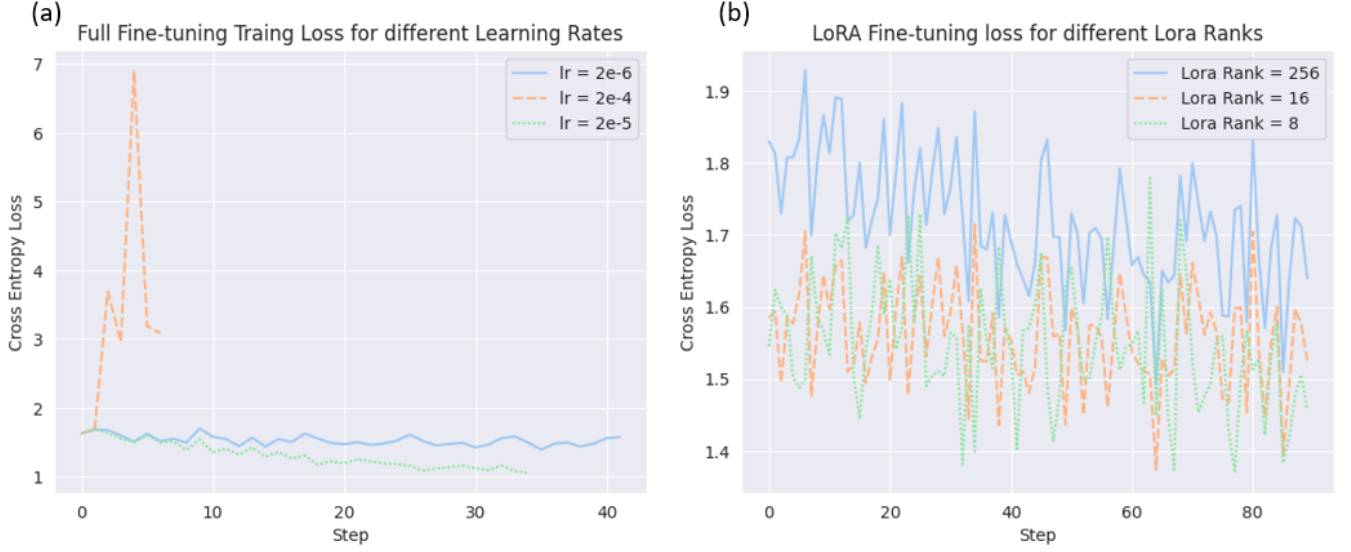 (a)
Full Fine-tuning Traing Loss for different Learning Rates
lr = 2e-6
lr = 2e-4
lr = 2e-5
7
6
5
4
3
2
1
Cross Entropy Loss
0
10
20
30
40
Step
(b)
LoRA Fine-tuning loss for different Lora Ranks
Lora Rank = 256
Lora Rank = 16
Lora Rank = 8
1.9
1.8
1.7
1.6
1.5
1.4
Cross Entropy Loss
0
20
40
60
80
Step